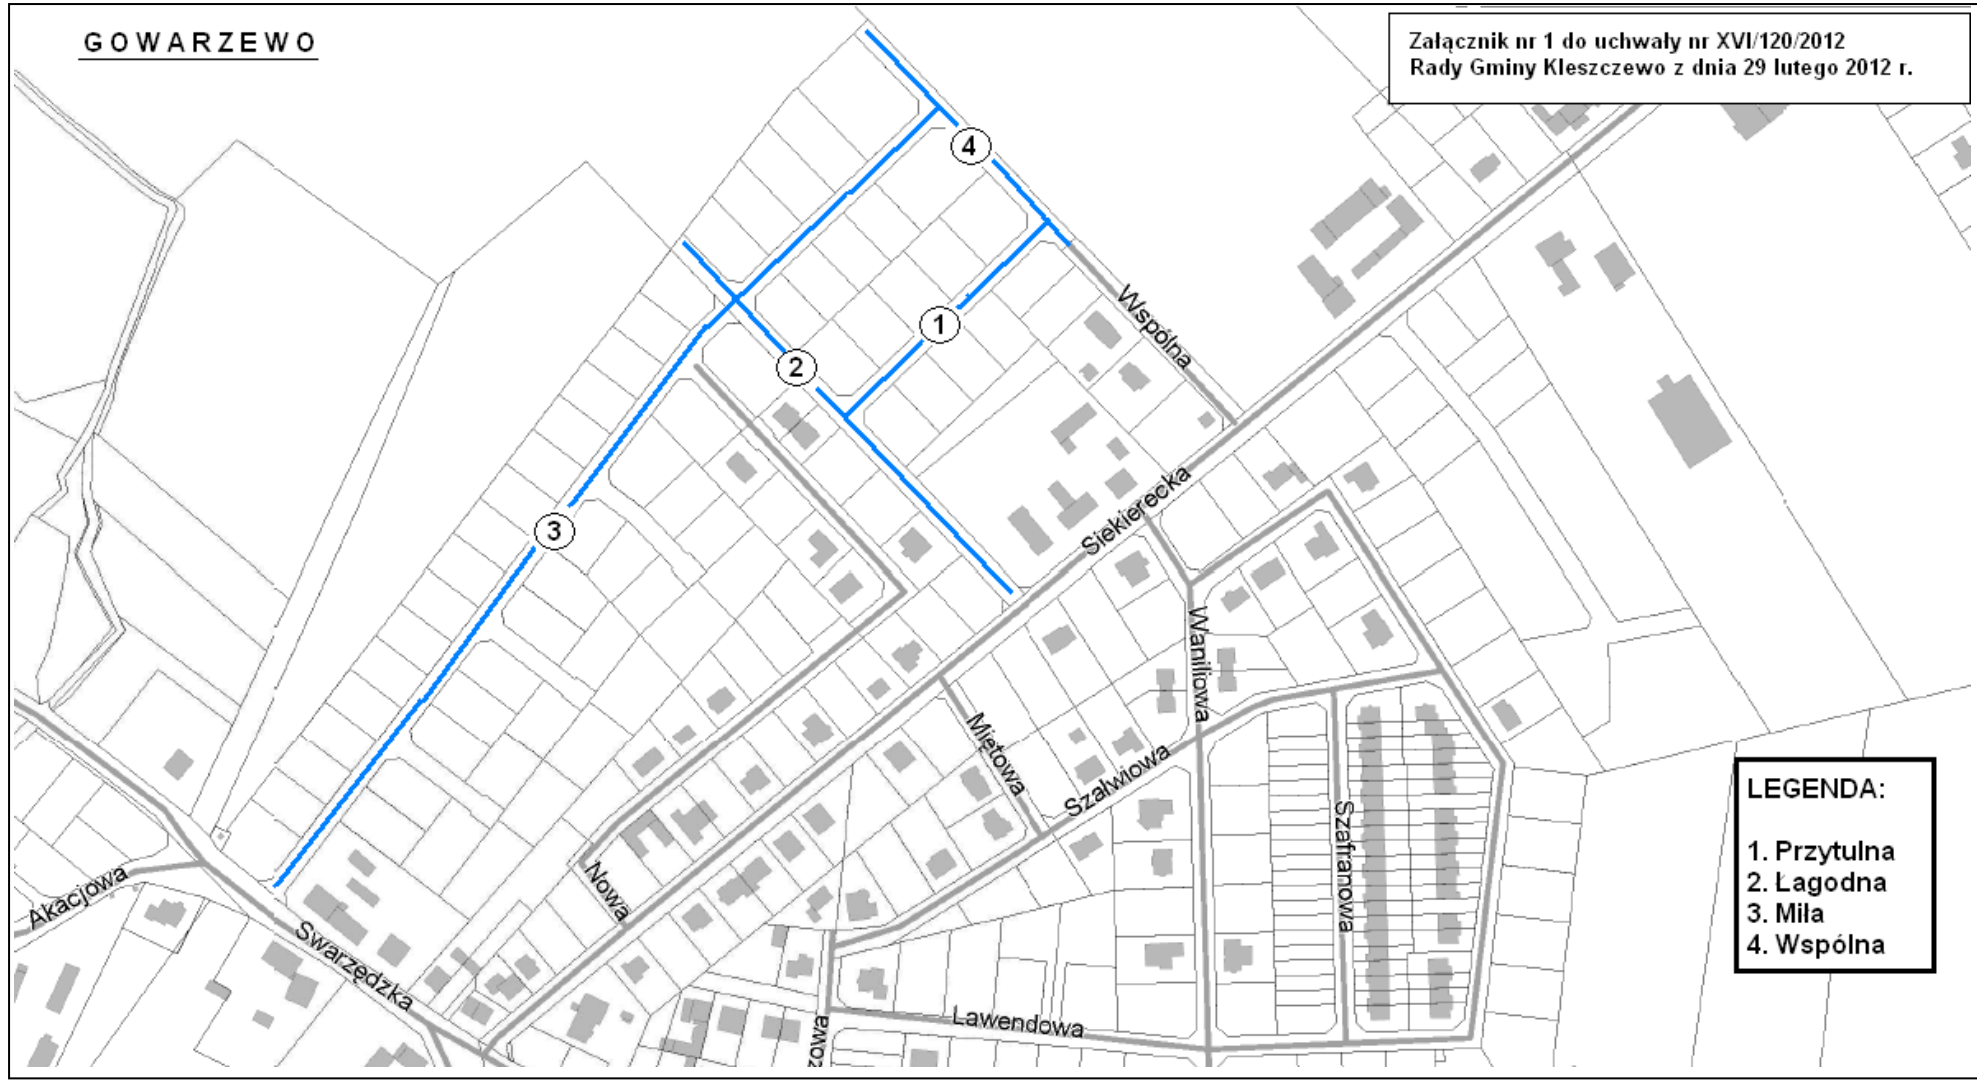 GOWARZEWO
Załącznik nr 1 do uchwały nr XVI/120/2012
Rady Gminy Kleszczewo z dnia 29 lutego 2012 r.
4
1
2
3
Wspólna
Siekierecka
Waniliowa
Miętowa
Szałwiowa
Szafranowa
Nowa
Akacjowa
Swarzędzka
Lawendowa
zowa
LEGENDA:
1. Przytulna
2. Łagodna
3. Miła
4. Wspólna